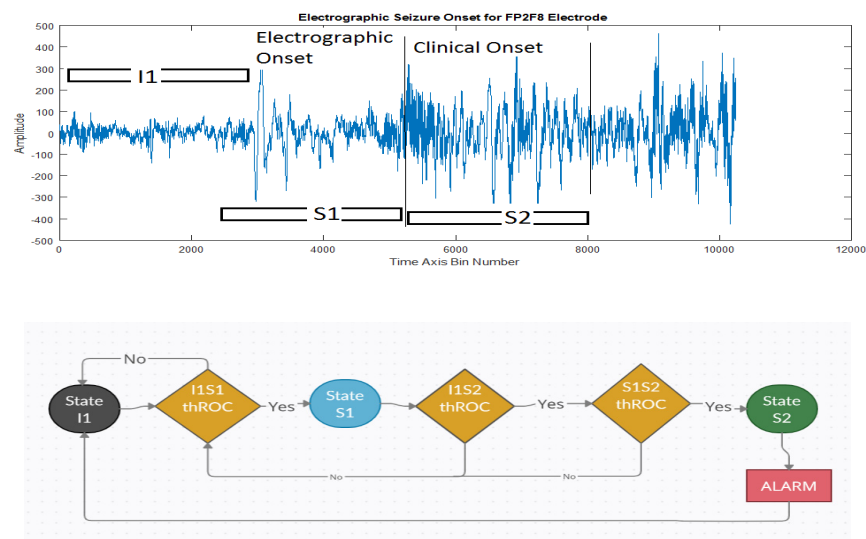 Electrographic Seizure Onset for FP2F8 Electrode
500
400
300
200
100
0
-100
-200
-300
-400
-500
Amplitude
Electrographic
Onset
Clinical Onset
I1
S1
S2
0
2000
4000
6000
8000
10000
12000
Time Axis Bin Number
No
State
I1
I1S1
thROC
Yes
State
S1
I1S2
thROC
Yes
S1S2
thROC
Yes
State
S2
No
No
ALARM